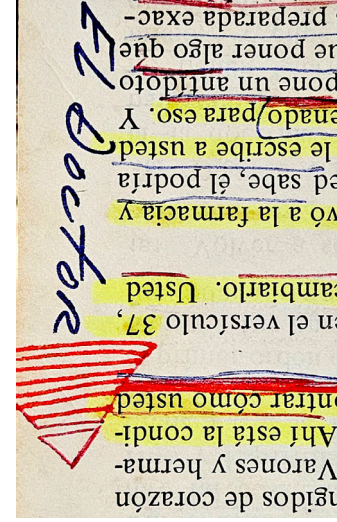 ngidos de corazón
Varones y herma-
Ahí está la condi-
ontrar cómo usted
en el versículo 37,
cambiarlo. Usted
vó a la farmacia y
ed sabe, él podría
le escribe a usted
enado para eso. Y
pone un antídoto
ue poner algo que
, preparada exac-
El Doctor